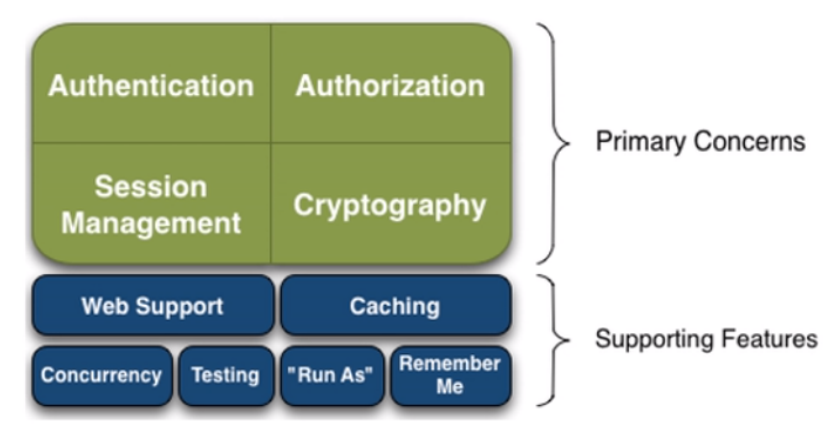 Authentication
Authorization
Session
Management
Cryptography
Primary Concerns
Web Support
Caching
Concurrency
Testing
"Run As"
Remember
Me
Supporting Features